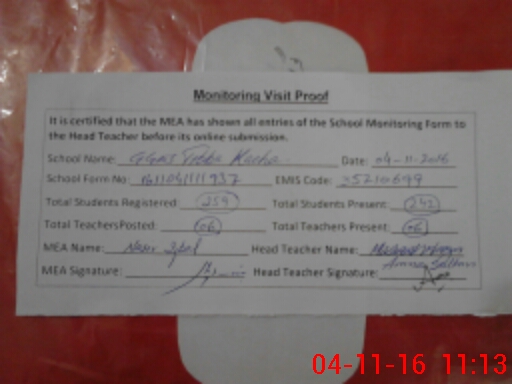 Monitoring Visit Proof
It is certified that the MEA has shown all entries of the School Monitoring Form to
the Head Teacher before its online submission.
School Name: Kacha Date: 04-11-2016
School Form No: EMIS Code:
Total Students Registered: 259 Total Students Present: 242
Total Teachers Posted: 06 Total Teachers Present: 06
MEA Name: Head Teacher Name:
MEA Signature: Head Teacher Signature:
04-11-16 11:13